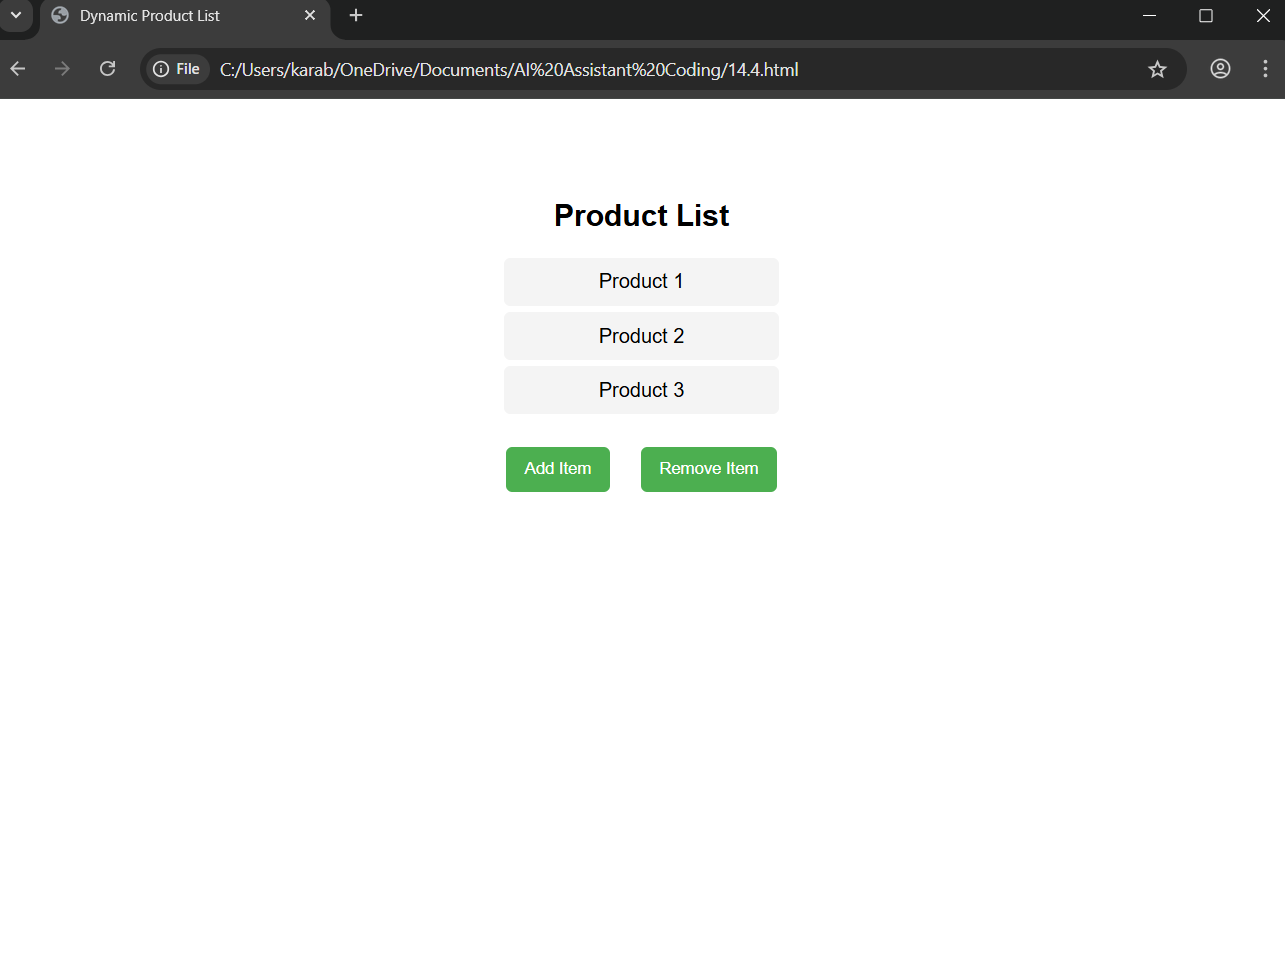 Dynamic Product List
File C:/Users/karab/OneDrive/Documents/AI%20Assistant%20Coding/14.4.html
Product List
Product 1
Product 2
Product 3
Add Item Remove Item